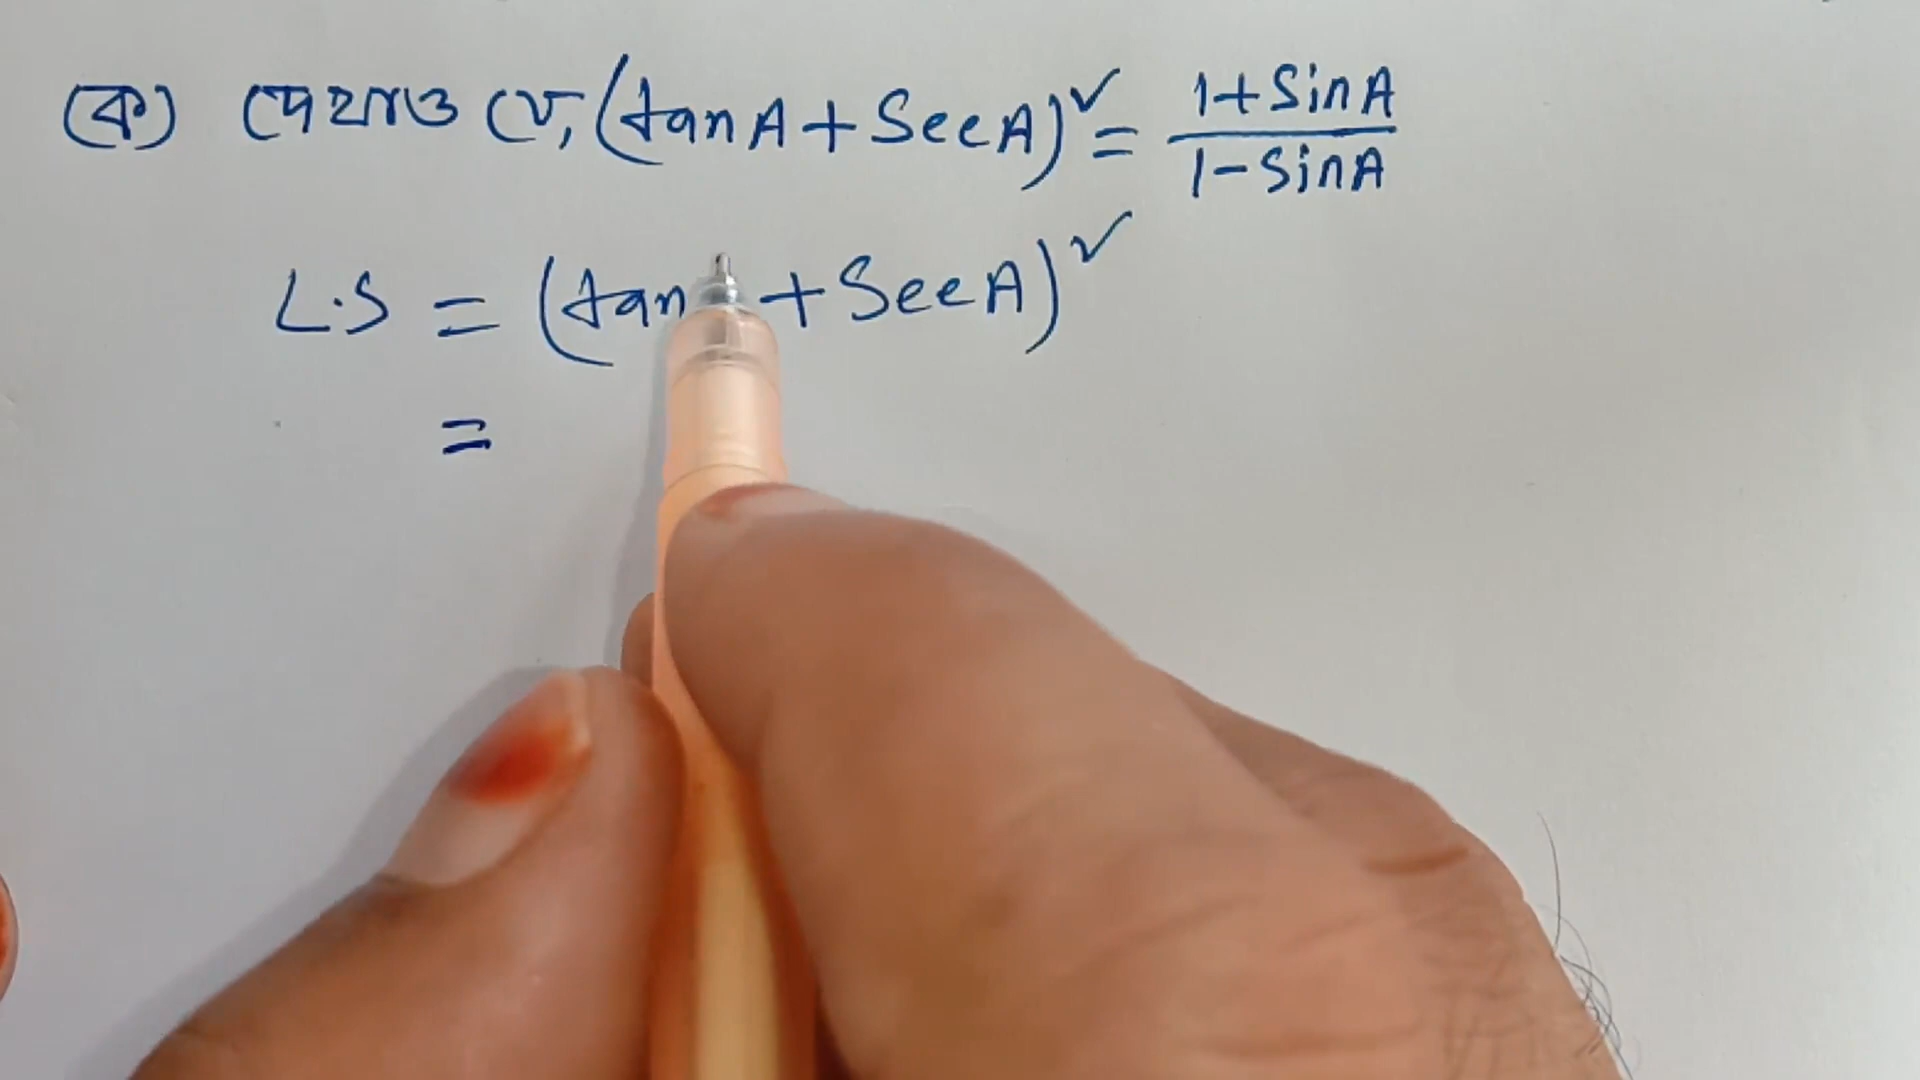 (ক) দেখাও যে, (tanA + SecA)² = 1+SinA / 1-SinA
L.S = (tan + SecA)²
=